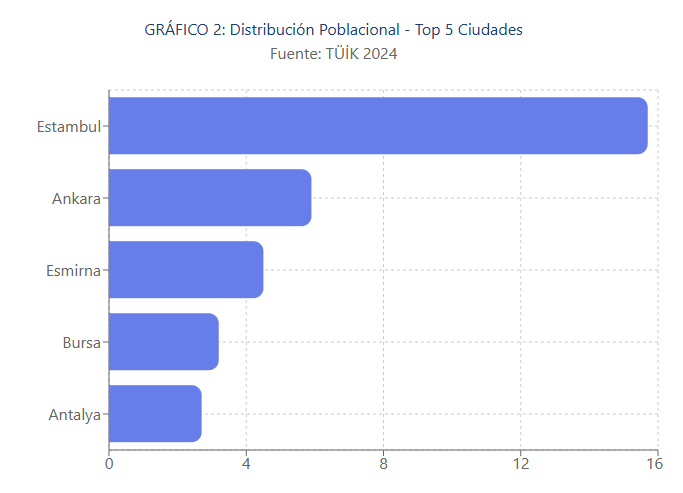 GRÁFICO 2: Distribución Poblacional - Top 5 Ciudades
Fuente: TÜİK 2024
Estambul
Ankara
Esmirna
Bursa
Antalya
0 4 8 12 16